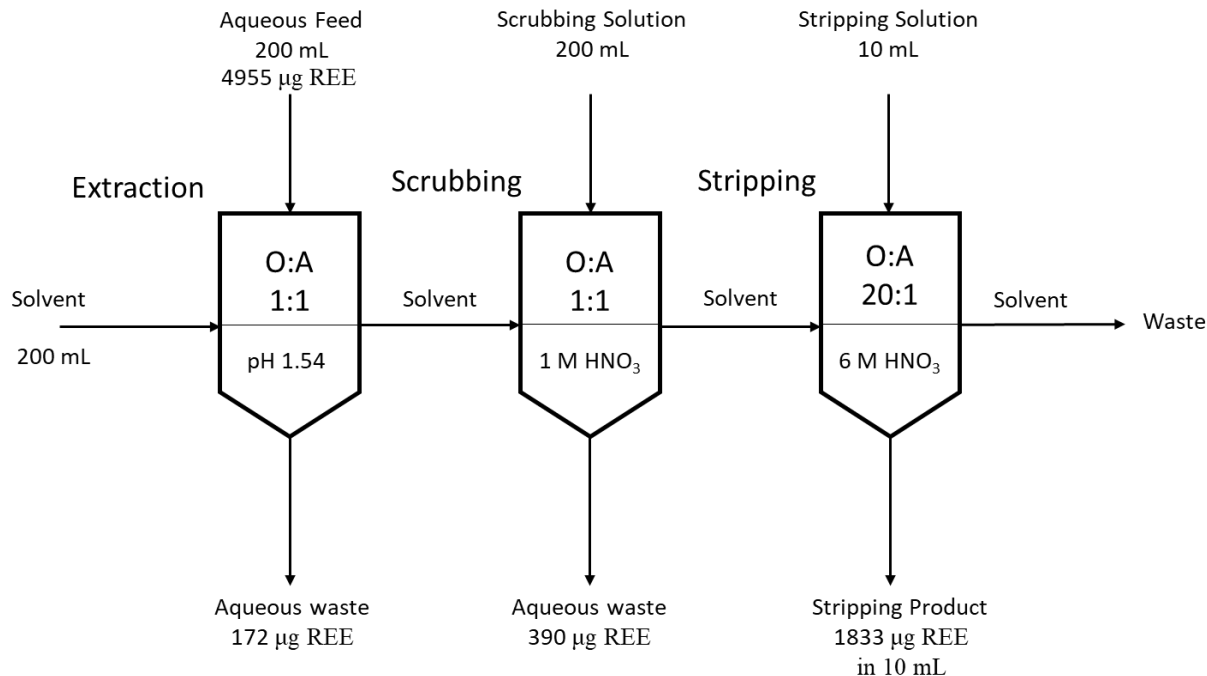 Aqueous Feed
200 mL
4955 µg REE
Scrubbing Solution
200 mL
Stripping Solution
10 mL
Extraction
Scrubbing
Stripping
O:A
1:1
pH 1.54
O:A
1:1
1 M HNO₃
O:A
20:1
6 M HNO₃
Solvent
200 mL
Solvent
Solvent
Solvent
Waste
Aqueous waste
172 µg REE
Aqueous waste
390 µg REE
Stripping Product
1833 µg REE
in 10 mL